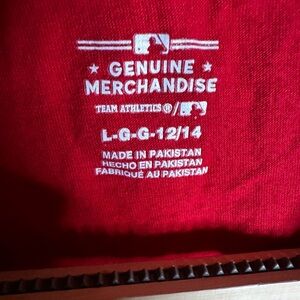 ★ GENUINE ★
MERCHANDISE
TEAM ATHLETICS®/
L-G-G-12/14
MADE IN PAKISTAN
HECHO EN PAKISTAN
FABRIQUÉ AU PAKISTAN